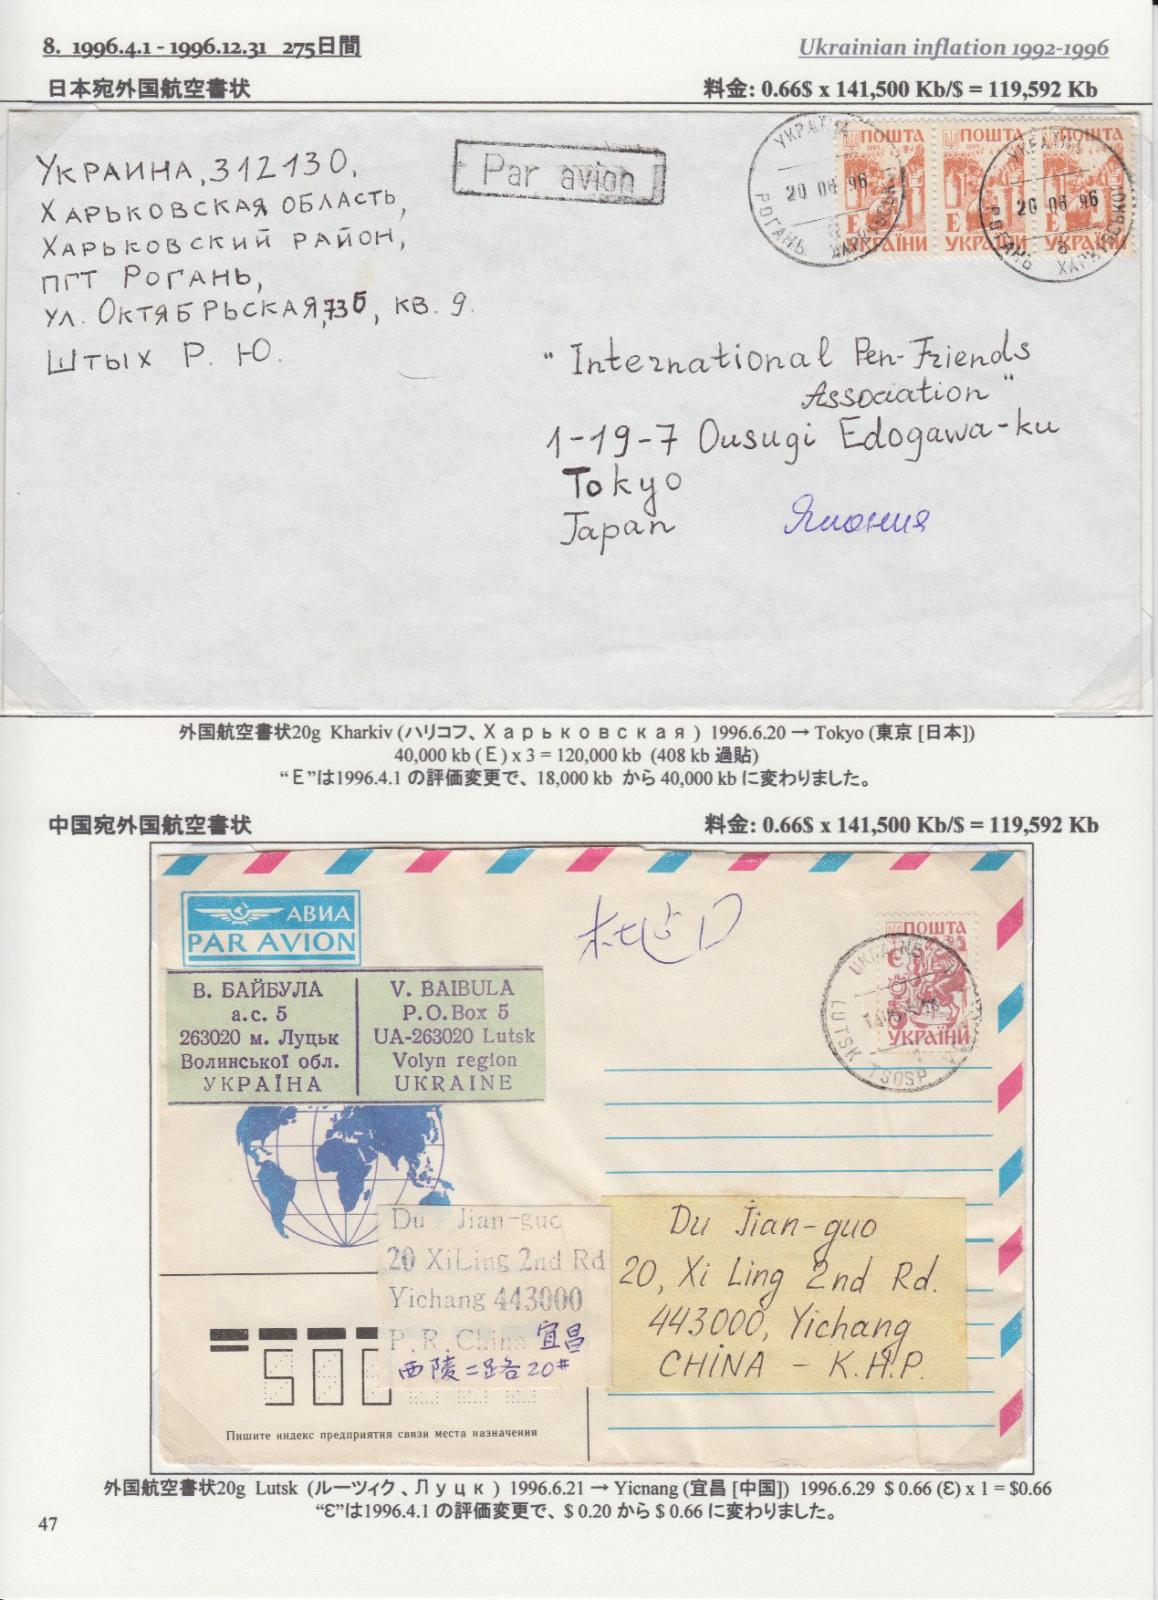 8. 1996.4.1 - 1996.12.31 275日間
Ukrainian inflation 1992-1996
日本宛外国航空書状
料金: 0.66$ x 141,500 Kb/$ = 119,592 Kb
УКРАИНА, 312130,
ХАРЬКОВСКАЯ ОБЛАСТЬ,
ХАРЬКОВСКИЙ РАЙОН,
ПГТ РОГАНЬ,
УЛ. ОКТЯБРЬСКАЯ, 73Б, КВ. 9.
ШТЫХ Р. Ю.
Par avion
ПОШТА ПОШТА ПОШТА
Е Е Е
УКРАЇНИ УКРАЇНИ УКРАЇНИ
УКРАЇНА
20 06 96
РОГАНЬ ХАРКІВСЬКОЇ
УКРАЇНА
20 06 96
РОГАНЬ ХАРКІВСЬКОЇ
"International Pen-Friends
Association"
1-19-7 Ousugi Edogawa-ku
Tokyo
Japan
Япония
外国航空書状20g Kharkiv (ハリコフ、Харьковская) 1996.6.20 → Tokyo (東京 [日本])
40,000 kb (E) x 3 = 120,000 kb (408 kb 過貼)
"E"は1996.4.1 の評価変更で、18,000 kb から 40,000 kb に変わりました。
中国宛外国航空書状
料金: 0.66$ x 141,500 Kb/$ = 119,592 Kb
АВИА
PAR AVION
В. БАЙБУЛА
а.с. 5
263020 м. Луцьк
Волинської обл.
УКРАЇНА
V. BAIBULA
P.O.Box 5
UA-263020 Lutsk
Volyn region
UKRAINE
ПОШТА
Є
УКРАЇНИ
UKRAINE
LUTSK TSOSP
Du Jian-guo
20 XiLing 2nd Rd
Yichang 443000
P.R.China 宜昌
西陵二路20#
Du Jian-guo
20, Xi Ling 2nd Rd.
443000, Yichang
CHINA - K.H.P.
Пишите индекс предприятия связи места назначения
外国航空書状20g Lutsk (ルーツィク、Луцк) 1996.6.21 → Yicnang (宜昌 [中国]) 1996.6.29 $ 0.66 (Є) x 1 = $0.66
"Є"は1996.4.1 の評価変更で、$ 0.20 から $ 0.66 に変わりました。
47